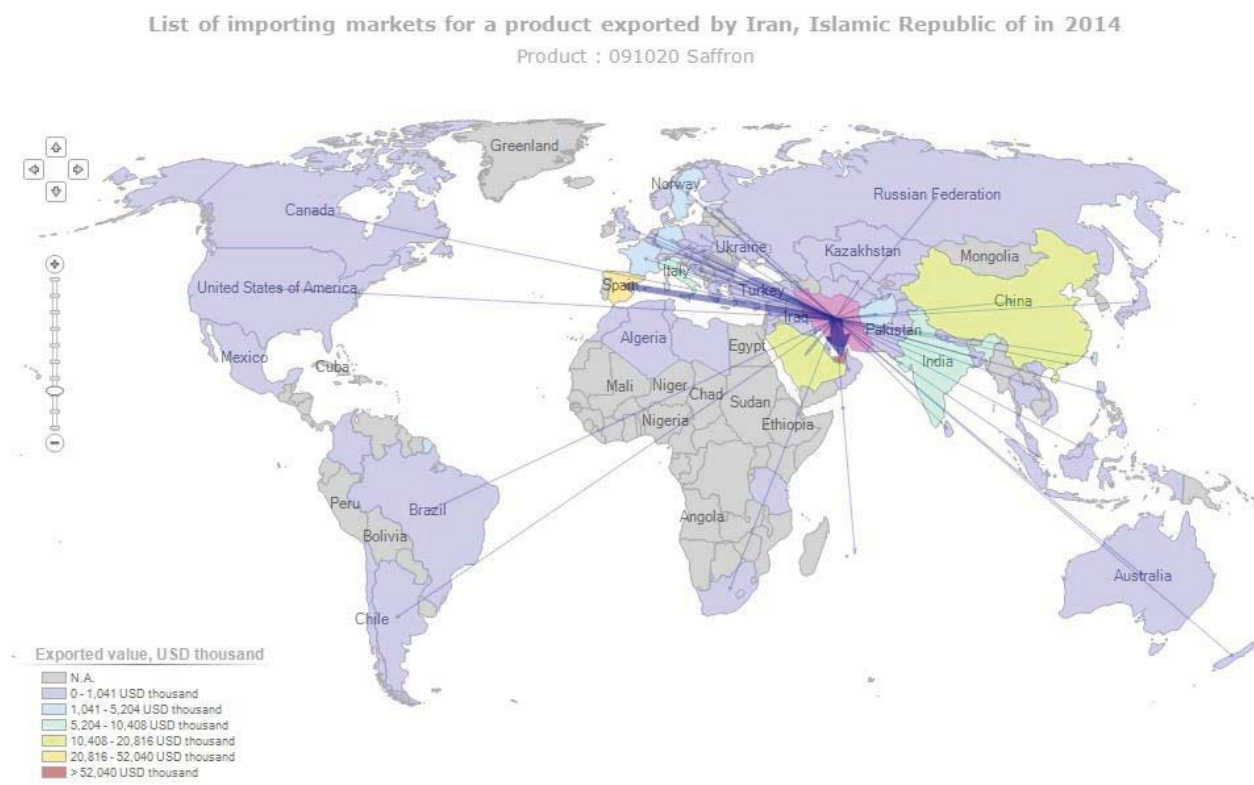 List of importing markets for a product exported by Iran, Islamic Republic of in 2014
Product : 091020 Saffron
Greenland
Norway
Russian Federation
Canada
Ukraine
Kazakhstan
Mongolia
Italy
Spain
Turkey
United States of America
China
Iraq
Pakistan
Algeria
Egypt
India
Mexico
Cuba
Mali
Niger
Chad
Sudan
Nigeria
Ethiopia
Peru
Brazil
Angola
Bolivia
Australia
Chile
Exported value, USD thousand
N.A.
0 - 1,041 USD thousand
1,041 - 5,204 USD thousand
5,204 - 10,408 USD thousand
10,408 - 20,816 USD thousand
20,816 - 52,040 USD thousand
> 52,040 USD thousand